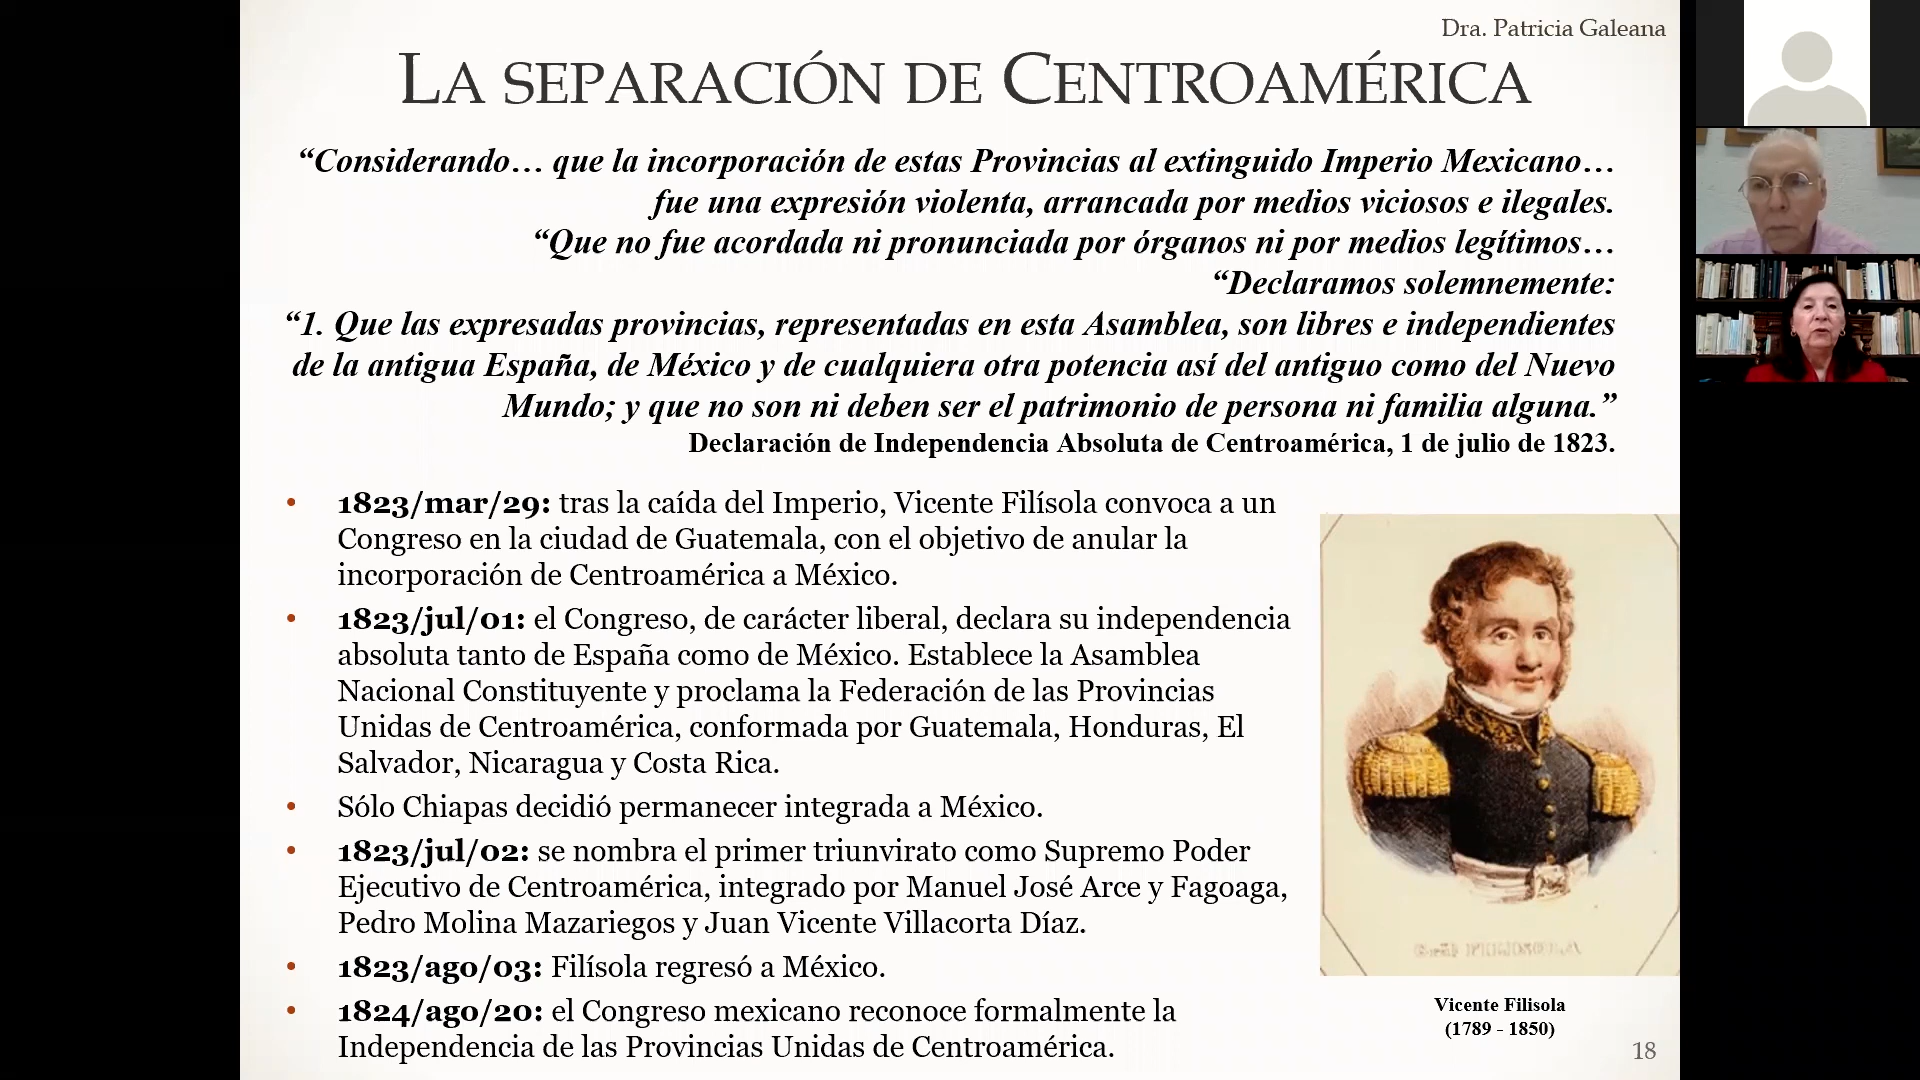 Dra. Patricia Galeana
LA SEPARACIÓN DE CENTROAMÉRICA
“Considerando… que la incorporación de estas Provincias al extinguido Imperio Mexicano…
fue una expresión violenta, arrancada por medios viciosos e ilegales.
“Que no fue acordada ni pronunciada por órganos ni por medios legítimos…
“Declaramos solemnemente:
“1. Que las expresadas provincias, representadas en esta Asamblea, son libres e independientes
de la antigua España, de México y de cualquiera otra potencia así del antiguo como del Nuevo
Mundo; y que no son ni deben ser el patrimonio de persona ni familia alguna.”
Declaración de Independencia Absoluta de Centroamérica, 1 de julio de 1823.
• 1823/mar/29: tras la caída del Imperio, Vicente Filísola convoca a un
Congreso en la ciudad de Guatemala, con el objetivo de anular la
incorporación de Centroamérica a México.
• 1823/jul/01: el Congreso, de carácter liberal, declara su independencia
absoluta tanto de España como de México. Establece la Asamblea
Nacional Constituyente y proclama la Federación de las Provincias
Unidas de Centroamérica, conformada por Guatemala, Honduras, El
Salvador, Nicaragua y Costa Rica.
• Sólo Chiapas decidió permanecer integrada a México.
• 1823/jul/02: se nombra el primer triunvirato como Supremo Poder
Ejecutivo de Centroamérica, integrado por Manuel José Arce y Fagoaga,
Pedro Molina Mazariegos y Juan Vicente Villacorta Díaz.
• 1823/ago/03: Filísola regresó a México.
• 1824/ago/20: el Congreso mexicano reconoce formalmente la
Independencia de las Provincias Unidas de Centroamérica.
Vicente Filisola
(1789 - 1850)
18